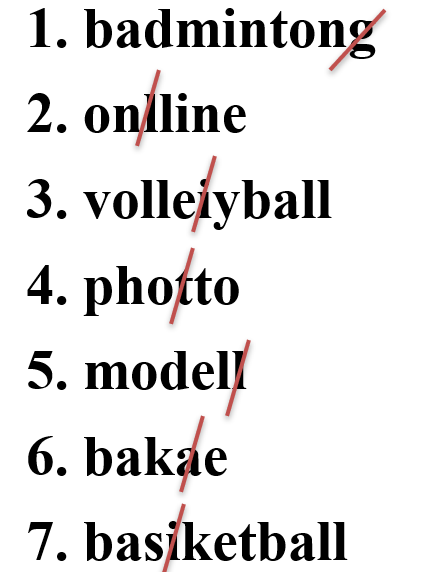 1. badmintong
2. onlline
3. volleiyball
4. photto
5. modell
6. bakae
7. basiketball